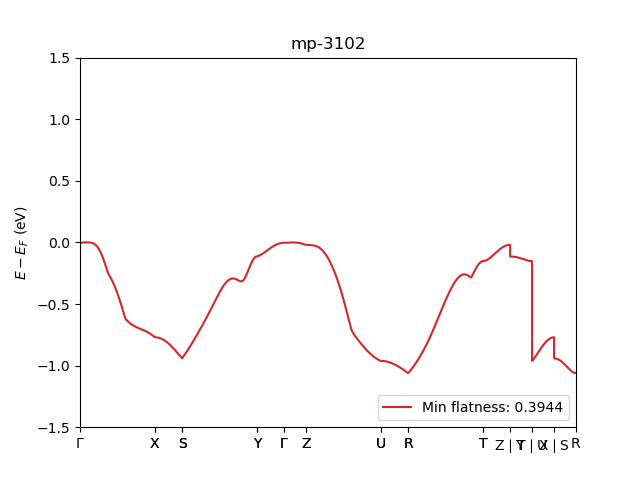 mp-3102
E − E_F (eV)
1.5
1.0
0.5
0.0
−0.5
−1.0
−1.5
Min flatness: 0.3944
Γ X S Y Γ Z U R T Z | Y T | U X | S R